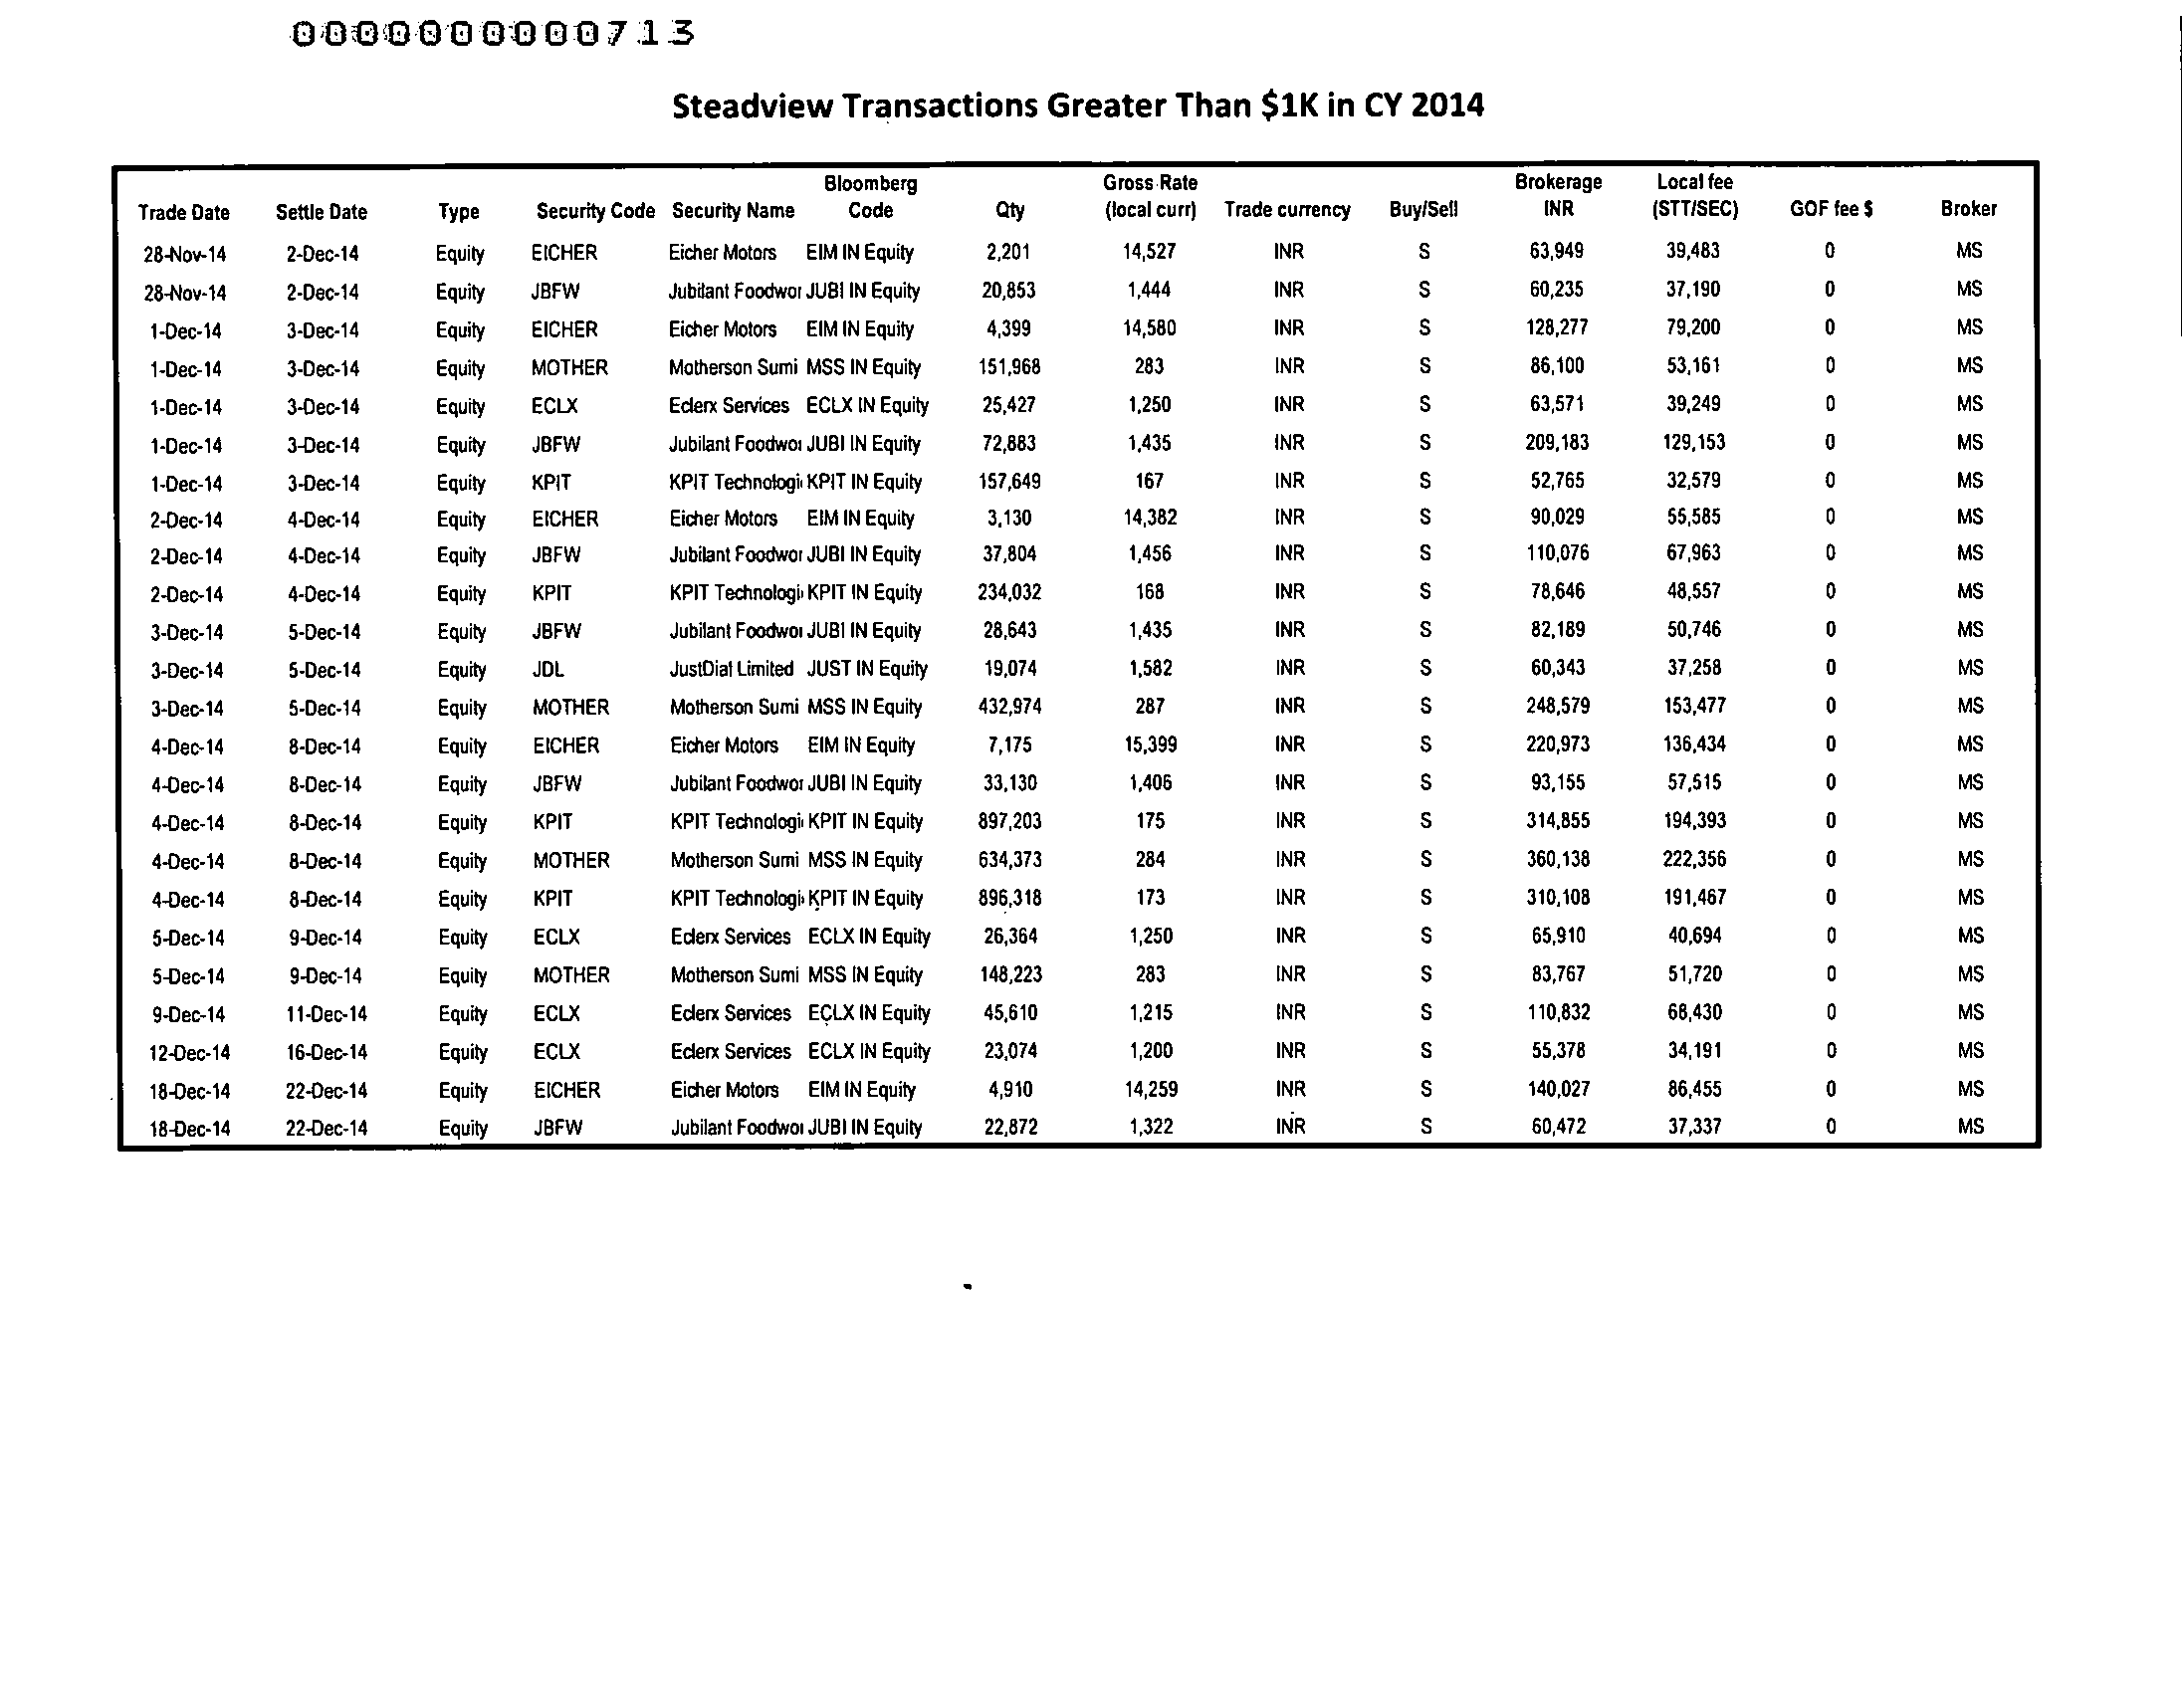 0000000000713
Steadview Transactions Greater Than $1K in CY 2014
Trade Date Settle Date Type Security Code Security Name Bloomberg Code Qty Gross Rate (local curr) Trade currency Buy/Sell Brokerage INR Local fee (STT/SEC) GOF fee $ Broker
28-Nov-14 2-Dec-14 Equity EICHER Eicher Motors EIM IN Equity 2,201 14,527 INR S 63,949 39,483 0 MS
28-Nov-14 2-Dec-14 Equity JBFW Jubilant Foodwor JUBI IN Equity 20,853 1,444 INR S 60,235 37,190 0 MS
1-Dec-14 3-Dec-14 Equity EICHER Eicher Motors EIM IN Equity 4,399 14,580 INR S 128,277 79,200 0 MS
1-Dec-14 3-Dec-14 Equity MOTHER Motherson Sumi MSS IN Equity 151,968 283 INR S 86,100 53,161 0 MS
1-Dec-14 3-Dec-14 Equity ECLX Eclerx Services ECLX IN Equity 25,427 1,250 INR S 63,571 39,249 0 MS
1-Dec-14 3-Dec-14 Equity JBFW Jubilant Foodwor JUBI IN Equity 72,883 1,435 INR S 209,183 129,153 0 MS
1-Dec-14 3-Dec-14 Equity KPIT KPIT Technologi KPIT IN Equity 157,649 167 INR S 52,765 32,579 0 MS
2-Dec-14 4-Dec-14 Equity EICHER Eicher Motors EIM IN Equity 3,130 14,382 INR S 90,029 55,585 0 MS
2-Dec-14 4-Dec-14 Equity JBFW Jubilant Foodwor JUBI IN Equity 37,804 1,456 INR S 110,076 67,963 0 MS
2-Dec-14 4-Dec-14 Equity KPIT KPIT Technologi KPIT IN Equity 234,032 168 INR S 78,646 48,557 0 MS
3-Dec-14 5-Dec-14 Equity JBFW Jubilant Foodwor JUBI IN Equity 28,643 1,435 INR S 82,189 50,746 0 MS
3-Dec-14 5-Dec-14 Equity JDL JustDial Limited JUST IN Equity 19,074 1,582 INR S 60,343 37,258 0 MS
3-Dec-14 5-Dec-14 Equity MOTHER Motherson Sumi MSS IN Equity 432,974 287 INR S 248,579 153,477 0 MS
4-Dec-14 8-Dec-14 Equity EICHER Eicher Motors EIM IN Equity 7,175 15,399 INR S 220,973 136,434 0 MS
4-Dec-14 8-Dec-14 Equity JBFW Jubilant Foodwor JUBI IN Equity 33,130 1,406 INR S 93,155 57,515 0 MS
4-Dec-14 8-Dec-14 Equity KPIT KPIT Technologi KPIT IN Equity 897,203 175 INR S 314,855 194,393 0 MS
4-Dec-14 8-Dec-14 Equity MOTHER Motherson Sumi MSS IN Equity 634,373 284 INR S 360,138 222,356 0 MS
4-Dec-14 8-Dec-14 Equity KPIT KPIT Technologi KPIT IN Equity 896,318 173 INR S 310,108 191,467 0 MS
5-Dec-14 9-Dec-14 Equity ECLX Eclerx Services ECLX IN Equity 26,364 1,250 INR S 65,910 40,694 0 MS
5-Dec-14 9-Dec-14 Equity MOTHER Motherson Sumi MSS IN Equity 148,223 283 INR S 83,767 51,720 0 MS
9-Dec-14 11-Dec-14 Equity ECLX Eclerx Services ECLX IN Equity 45,610 1,215 INR S 110,832 68,430 0 MS
12-Dec-14 16-Dec-14 Equity ECLX Eclerx Services ECLX IN Equity 23,074 1,200 INR S 55,378 34,191 0 MS
18-Dec-14 22-Dec-14 Equity EICHER Eicher Motors EIM IN Equity 4,910 14,259 INR S 140,027 86,455 0 MS
18-Dec-14 22-Dec-14 Equity JBFW Jubilant Foodwor JUBI IN Equity 22,872 1,322 INR S 60,472 37,337 0 MS